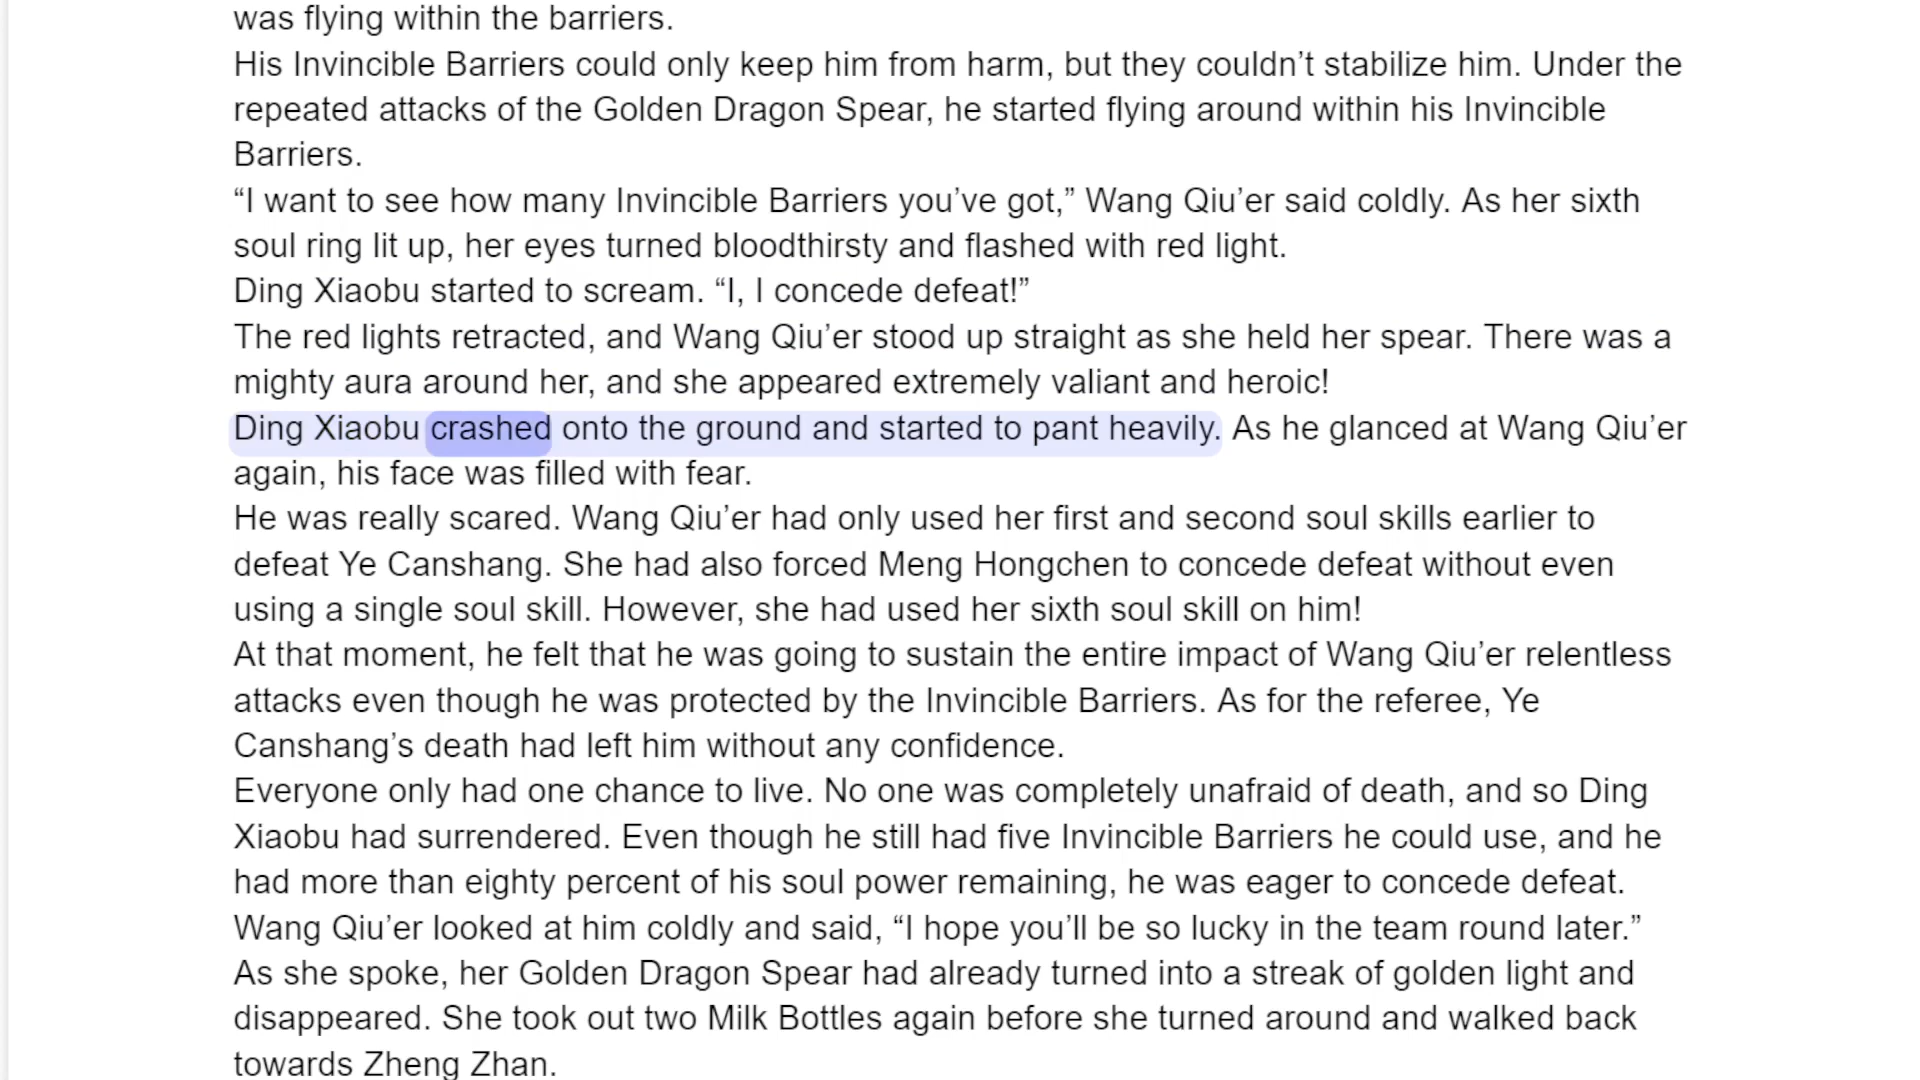 was flying within the barriers.
His Invincible Barriers could only keep him from harm, but they couldn’t stabilize him. Under the
repeated attacks of the Golden Dragon Spear, he started flying around within his Invincible
Barriers.
“I want to see how many Invincible Barriers you’ve got,” Wang Qiu’er said coldly. As her sixth
soul ring lit up, her eyes turned bloodthirsty and flashed with red light.
Ding Xiaobu started to scream. “I, I concede defeat!”
The red lights retracted, and Wang Qiu’er stood up straight as she held her spear. There was a
mighty aura around her, and she appeared extremely valiant and heroic!
Ding Xiaobu crashed onto the ground and started to pant heavily. As he glanced at Wang Qiu’er
again, his face was filled with fear.
He was really scared. Wang Qiu’er had only used her first and second soul skills earlier to
defeat Ye Canshang. She had also forced Meng Hongchen to concede defeat without even
using a single soul skill. However, she had used her sixth soul skill on him!
At that moment, he felt that he was going to sustain the entire impact of Wang Qiu’er relentless
attacks even though he was protected by the Invincible Barriers. As for the referee, Ye
Canshang’s death had left him without any confidence.
Everyone only had one chance to live. No one was completely unafraid of death, and so Ding
Xiaobu had surrendered. Even though he still had five Invincible Barriers he could use, and he
had more than eighty percent of his soul power remaining, he was eager to concede defeat.
Wang Qiu’er looked at him coldly and said, “I hope you’ll be so lucky in the team round later.”
As she spoke, her Golden Dragon Spear had already turned into a streak of golden light and
disappeared. She took out two Milk Bottles again before she turned around and walked back
towards Zheng Zhan.